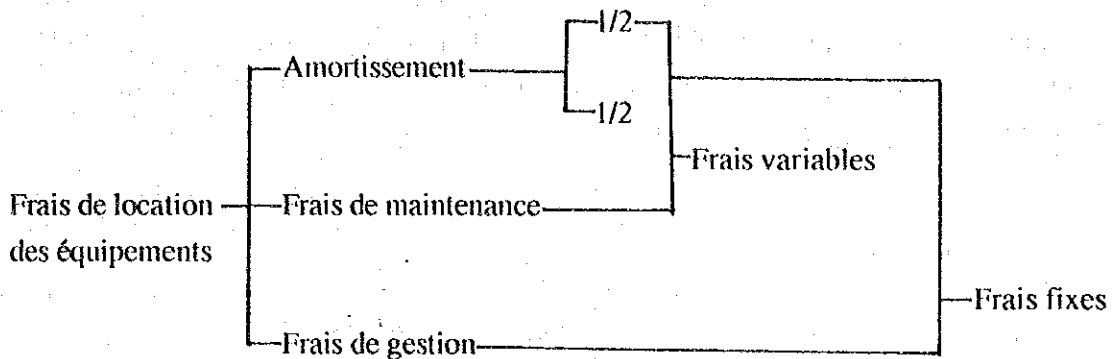 1/2
Amortissement
1/2
Frais variables
Frais de location
Frais de maintenance
des équipements
Frais fixes
Frais de gestion